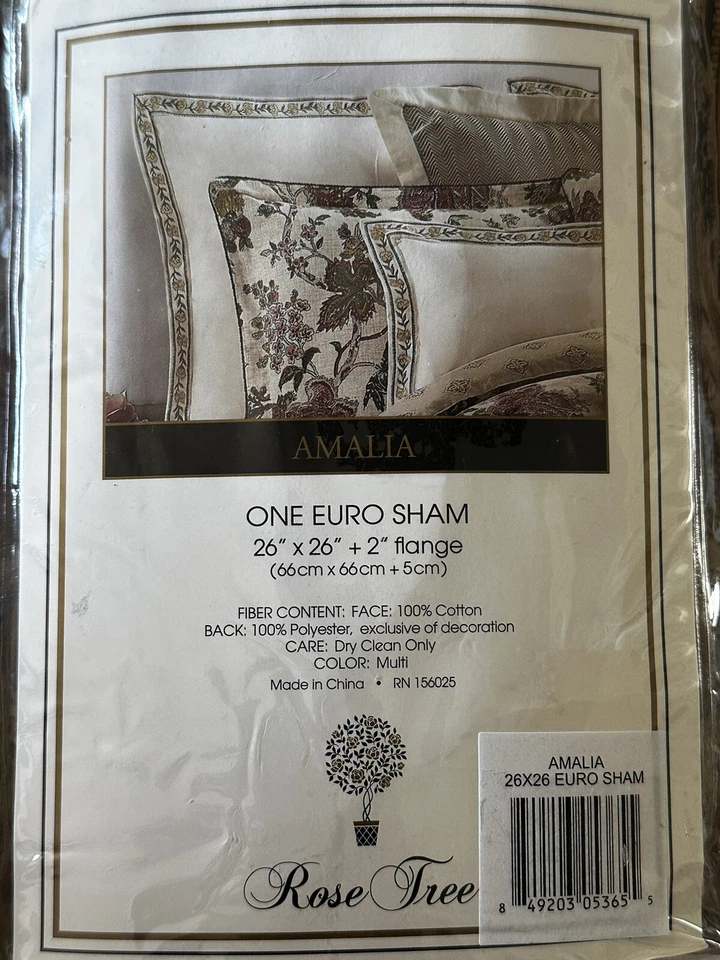 AMALIA
ONE EURO SHAM
26" x 26" + 2" flange
(66cm x 66cm + 5cm)
FIBER CONTENT: FACE: 100% Cotton
BACK: 100% Polyester, exclusive of decoration
CARE: Dry Clean Only
COLOR: Multi
Made in China • RN 156025
Rose Tree
AMALIA
26X26 EURO SHAM
8 49203 05365 5